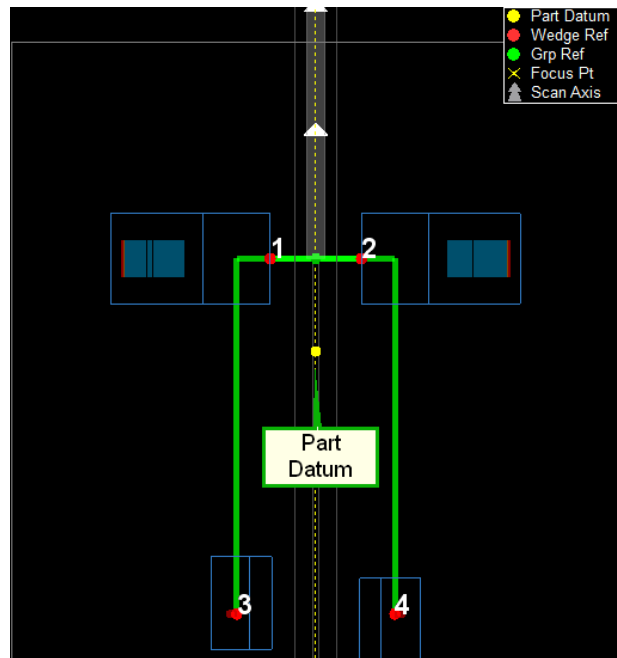 Part Datum
Wedge Ref
Grp Ref
Focus Pt
Scan Axis
1
2
Part
Datum
3
4